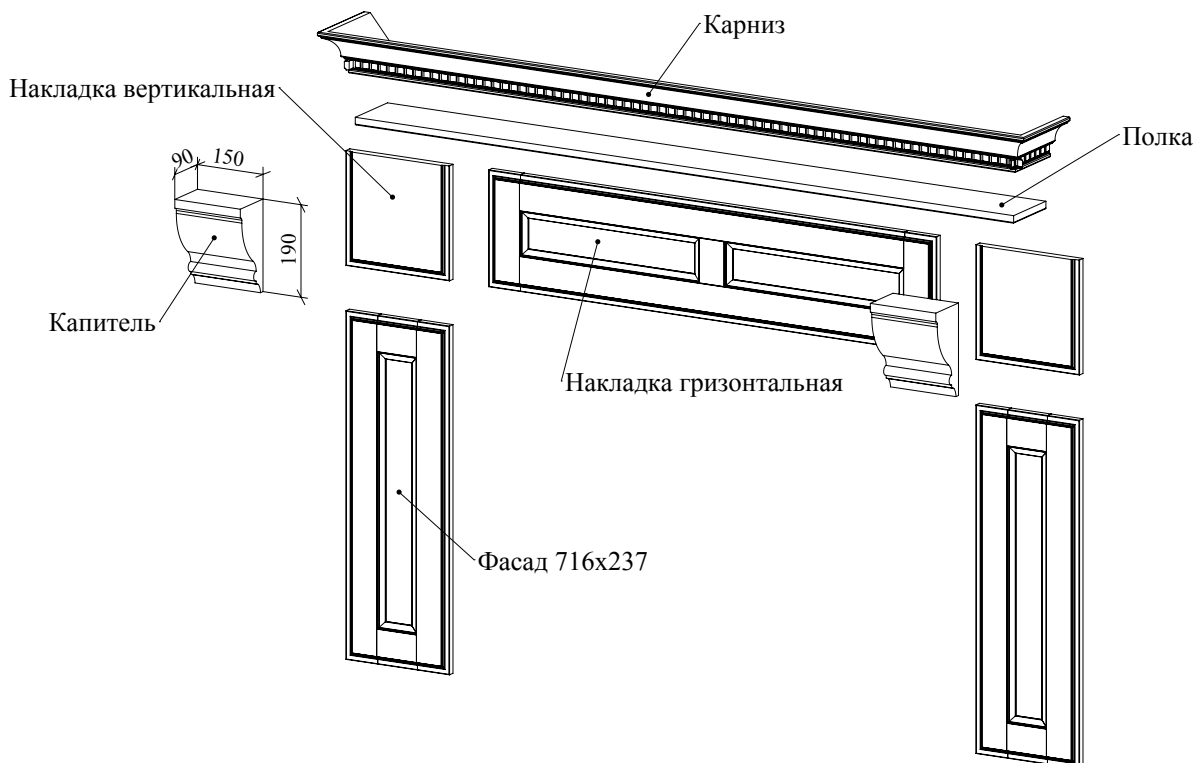 Карниз
Накладка вертикальная
Полка
90 150
190
Капитель
Накладка гризонтальная
Фасад 716х237